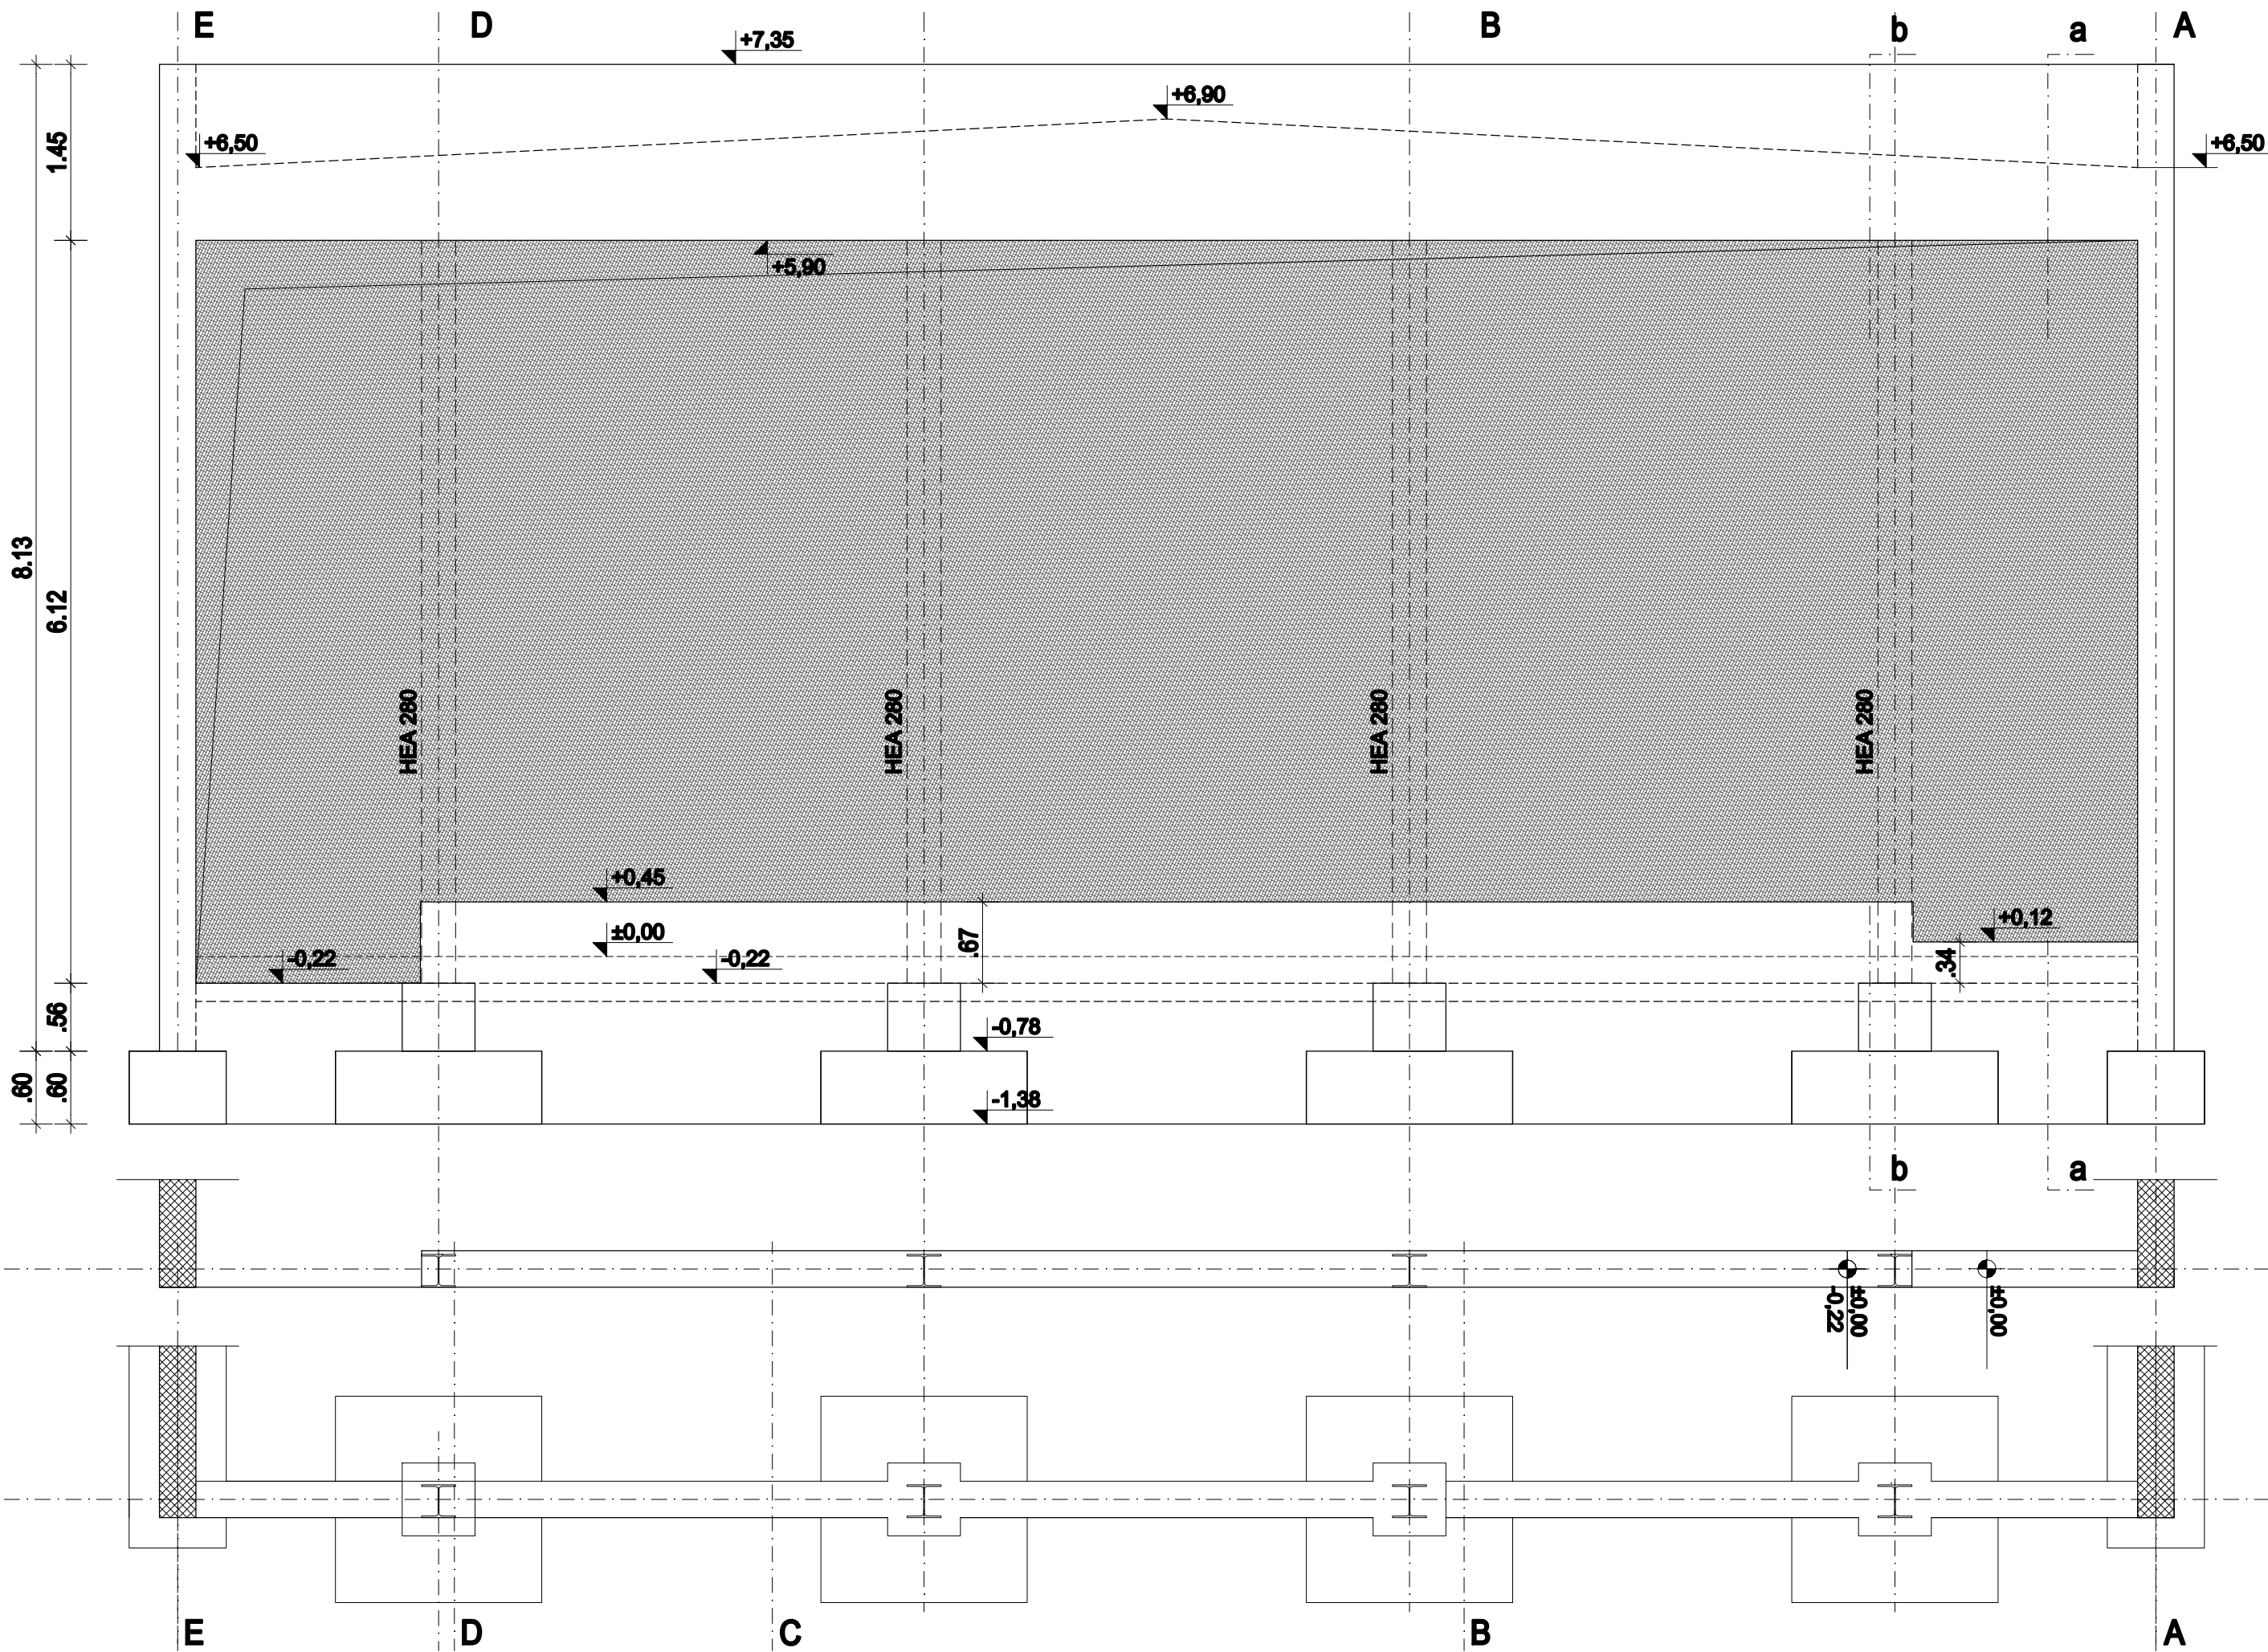 E
D
B
b
a
A
+7,35
+6,90
+6,50
+6,50
1.45
+5,90
8.13
6.12
HEA 280
HEA 280
HEA 280
HEA 280
+0,45
±0,00
-0,22
-0,22
.67
+0,12
.34
.56
-0,78
.60
.60
-1,38
b
a
±0,00
-0,22
±0,00
E
D
C
B
A